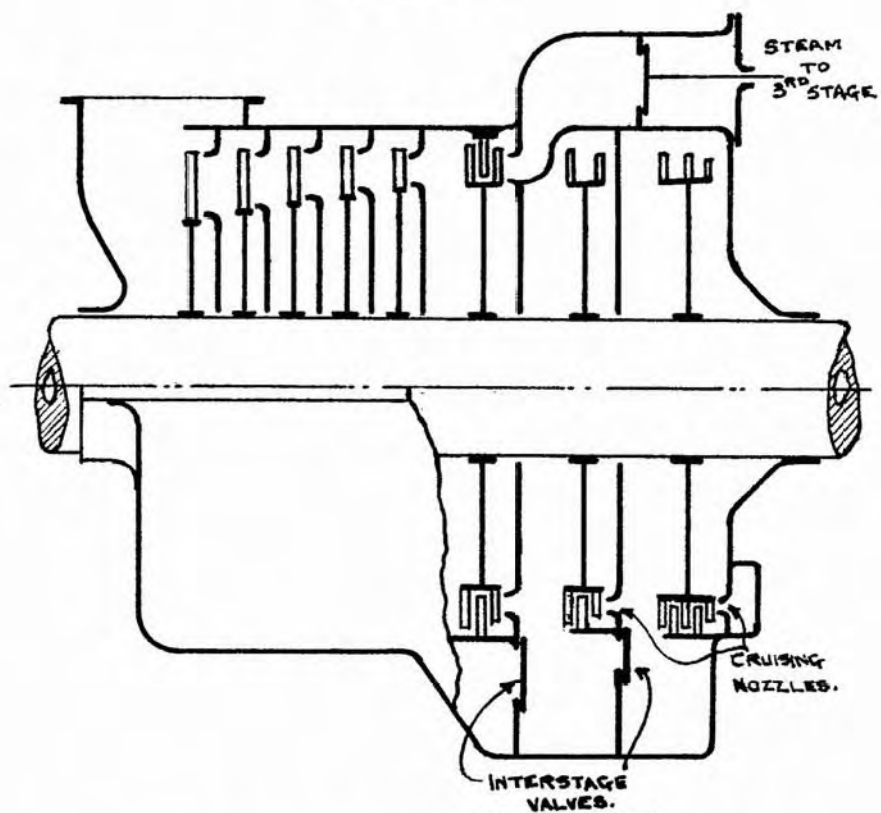 STEAM
TO
3RD STAGE
CRUISING
NOZZLES.
INTERSTAGE
VALVES.